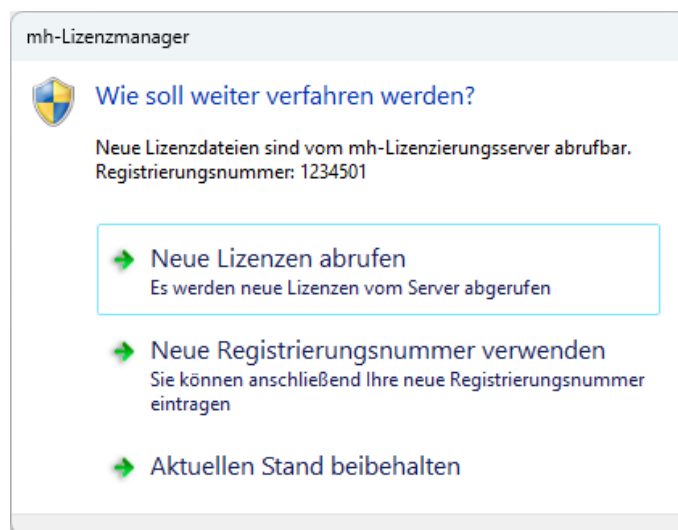 mh-Lizenzmanager
Wie soll weiter verfahren werden?
Neue Lizenzdateien sind vom mh-Lizenzierungsserver abrufbar.
Registrierungsnummer: 1234501
Neue Lizenzen abrufen
Es werden neue Lizenzen vom Server abgerufen
Neue Registrierungsnummer verwenden
Sie können anschließend Ihre neue Registrierungsnummer
eintragen
Aktuellen Stand beibehalten